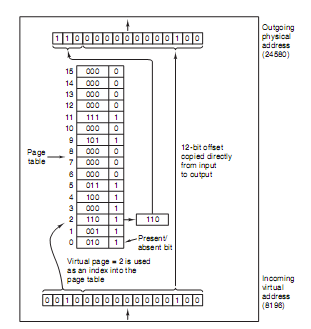 1 1 0 0 0 0 0 0 0 0 0 0 1 0 0
Outgoing
physical
address
(24580)
15 000 0
14 000 0
13 000 0
12 000 0
11 111 1
10 000 0
9 101 1
8 000 0
7 000 0
6 000 0
5 011 1
4 100 1
3 000 1
2 110 1 110
1 001 1
0 010 1
Page
table
12-bit offset
copied directly
from input
to output
Present/
absent bit
Virtual page = 2 is used
as an index into the
page table
Incoming
virtual
address
(8196)
0 0 1 0 0 0 0 0 0 0 0 0 0 1 0 0